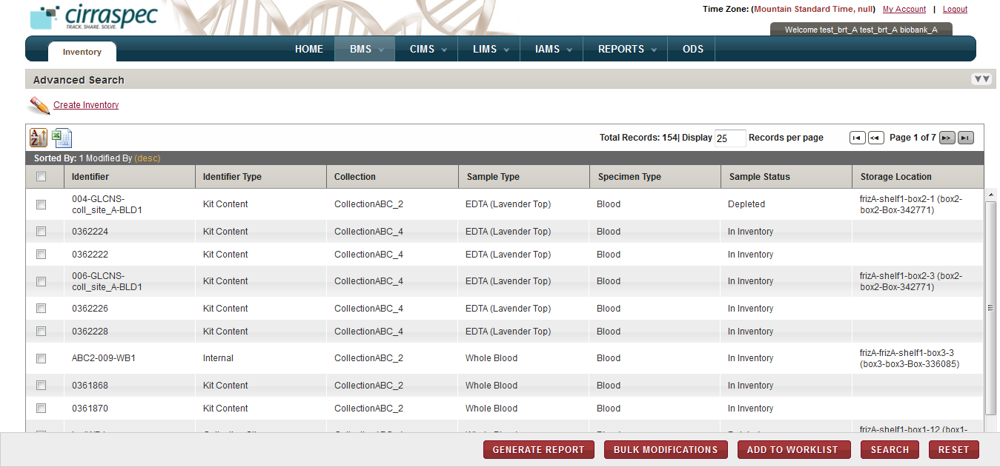 cirraspec
TRACK. SHARE. SOLVE.
Time Zone: (Mountain Standard Time, null) My Account | Logout
Welcome test_brt_A test_brt_A biobank_A
Inventory
HOME BMS CIMS LIMS IAMS REPORTS ODS
Advanced Search
Create Inventory
Total Records: 154| Display 25 Records per page Page 1 of 7
Sorted By: 1 Modified By (desc)
Identifier Identifier Type Collection Sample Type Specimen Type Sample Status Storage Location
004-GLCNS-coll_site_A-BLD1 Kit Content CollectionABC_2 EDTA (Lavender Top) Blood Depleted frizA-shelf1-box2-1 (box2-box2-Box-342771)
0362224 Kit Content CollectionABC_4 EDTA (Lavender Top) Blood In Inventory
0362222 Kit Content CollectionABC_4 EDTA (Lavender Top) Blood In Inventory
006-GLCNS-coll_site_A-BLD1 Kit Content CollectionABC_4 EDTA (Lavender Top) Blood In Inventory frizA-shelf1-box2-3 (box2-box2-Box-342771)
0362226 Kit Content CollectionABC_4 EDTA (Lavender Top) Blood In Inventory
0362228 Kit Content CollectionABC_4 EDTA (Lavender Top) Blood In Inventory
ABC2-009-WB1 Internal CollectionABC_2 Whole Blood Blood In Inventory frizA-frizA-shelf1-box3-3 (box3-box3-Box-336085)
0361868 Kit Content CollectionABC_2 Whole Blood Blood In Inventory
0361870 Kit Content CollectionABC_2 Whole Blood Blood In Inventory
frizA-shelf1-box1-12 (box1-
GENERATE REPORT BULK MODIFICATIONS ADD TO WORKLIST SEARCH RESET